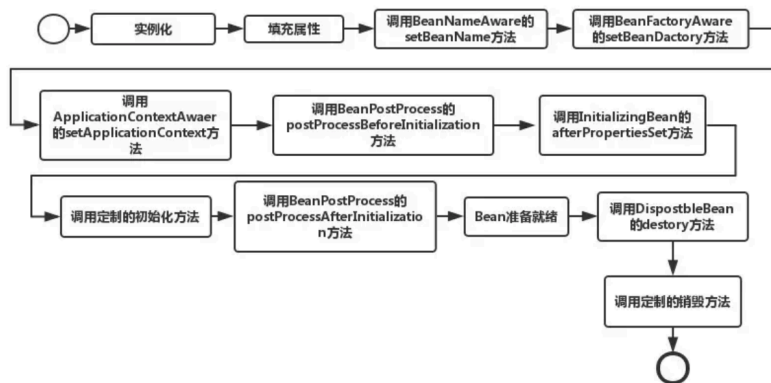 实例化
填充属性
调用BeanNameAware的
setBeanName方法
调用BeanFactoryAware
的setBeanDactory方法
调用
ApplicationContextAwaer
的setApplicationContext方
法
调用BeanPostProcess的
postProcessBeforeInitialization
方法
调用InitializingBean的
afterPropertiesSet方法
调用定制的初始化方法
调用BeanPostProcess的
postProcessAfterInitializatio
n方法
Bean准备就绪
调用DispostbleBean
的destory方法
调用定制的销毁方法